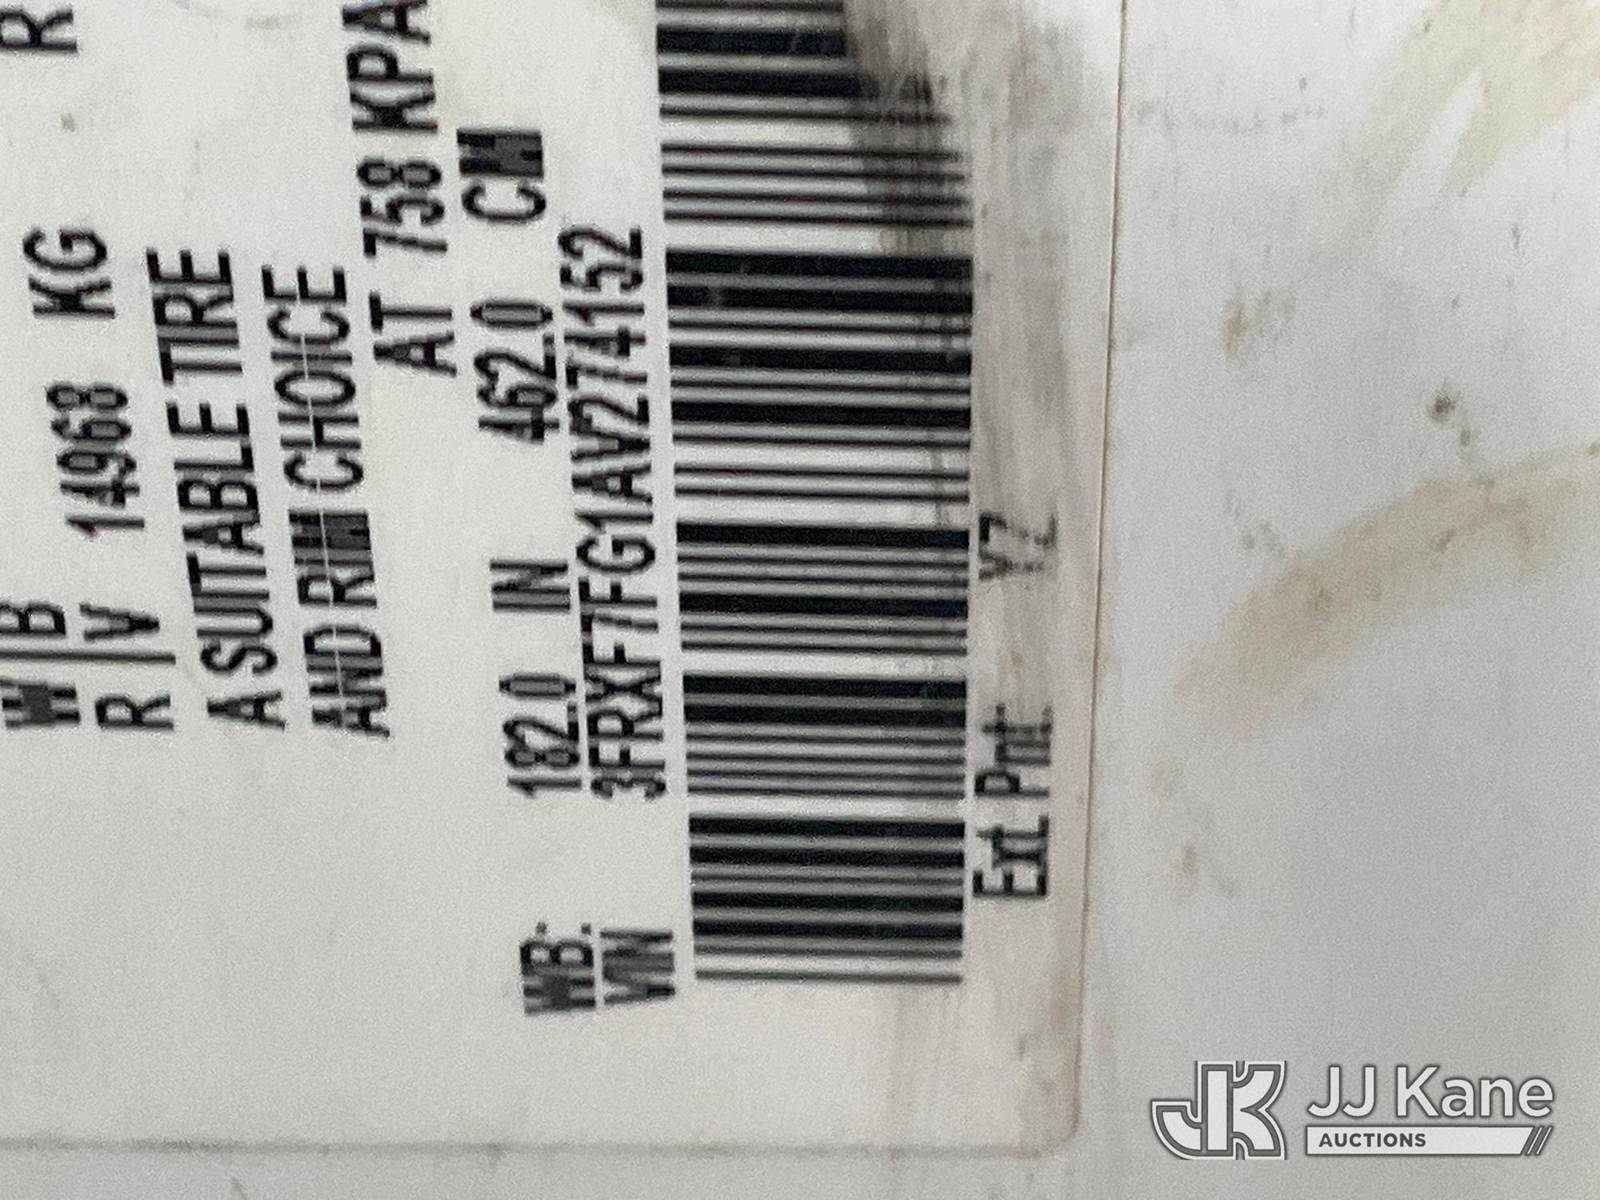 W B R
R V 14968 KG
A SUITABLE TIRE
AND RIM CHOICE
AT 758 KPA
WB: 182.0 IN 462.0 CM
VIN: 3FRXF7FG1AV274152
Ext. Pnt: YZ
JK JJ Kane
AUCTIONS